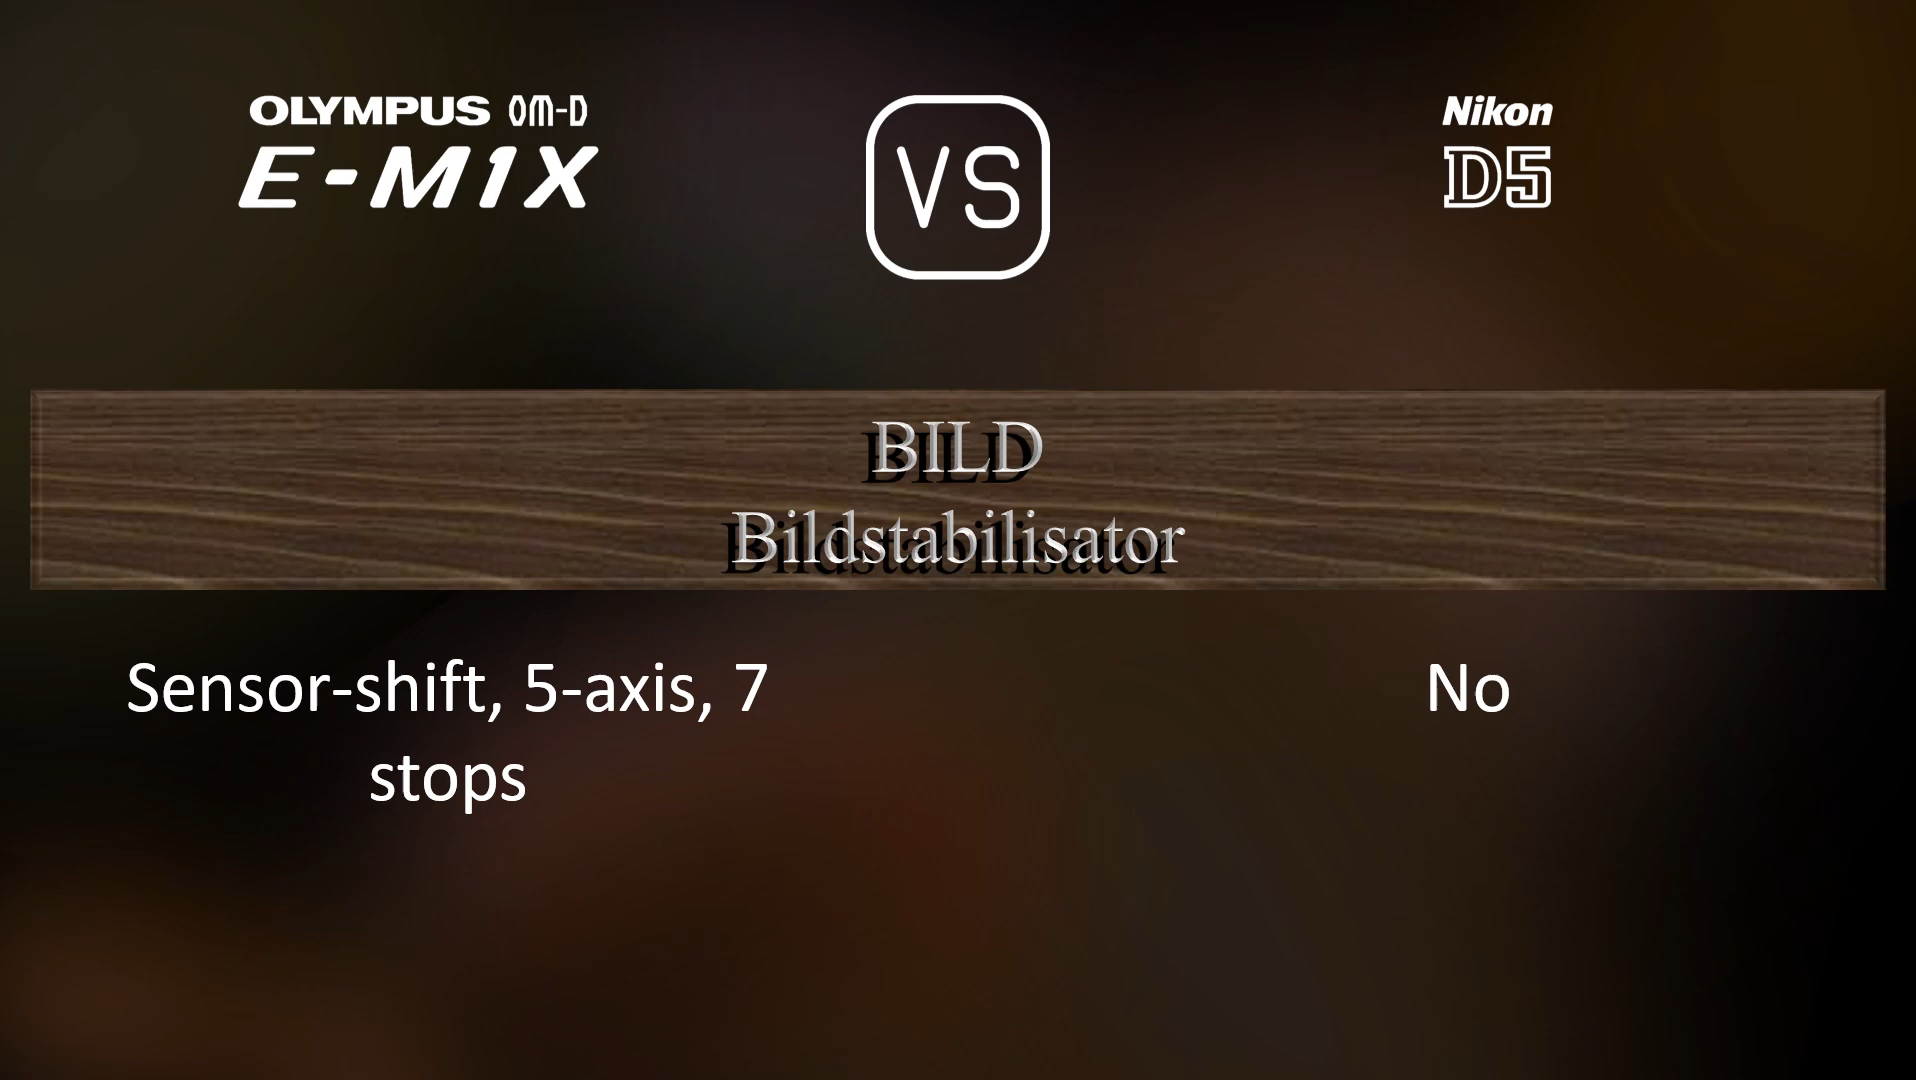 OLYMPUS OM-D
E-M1X
VS
Nikon
D5
BILD
Bildstabilisator
Sensor-shift, 5-axis, 7
stops
No